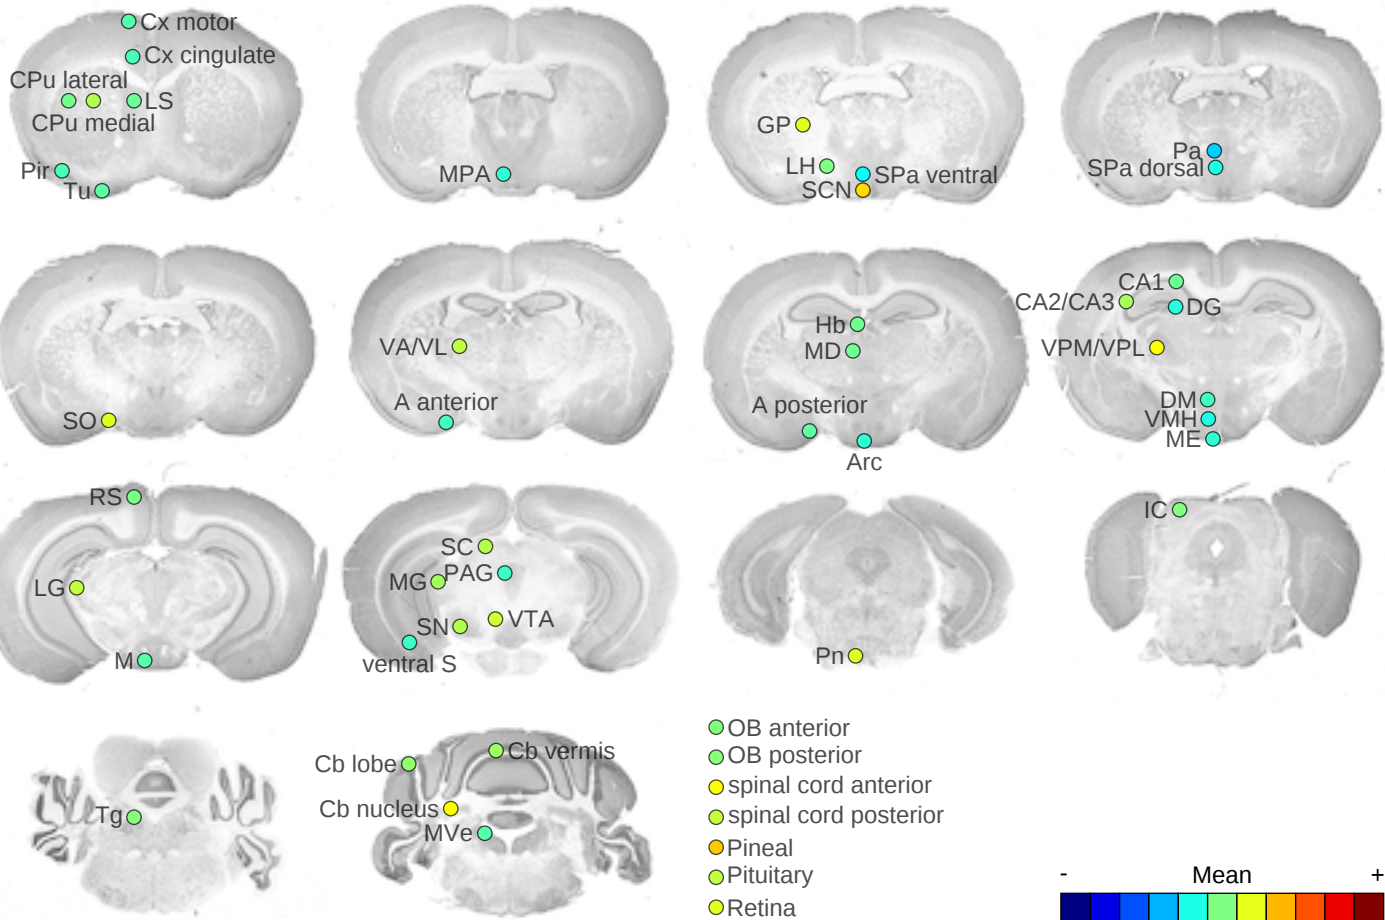 Cx motor
Cx cingulate
CPu lateral
LS
CPu medial
Pir
Tu
MPA
GP
LH
SPa ventral
SCN
Pa
SPa dorsal
SO
VA/VL
A anterior
Hb
MD
A posterior
Arc
CA1
CA2/CA3
DG
VPM/VPL
DM
VMH
ME
RS
LG
M
SC
PAG
MG
VTA
SN
ventral S
Pn
IC
Tg
Cb vermis
Cb lobe
Cb nucleus
MVe
OB anterior
OB posterior
spinal cord anterior
spinal cord posterior
Pineal
Pituitary
Retina
- Mean +